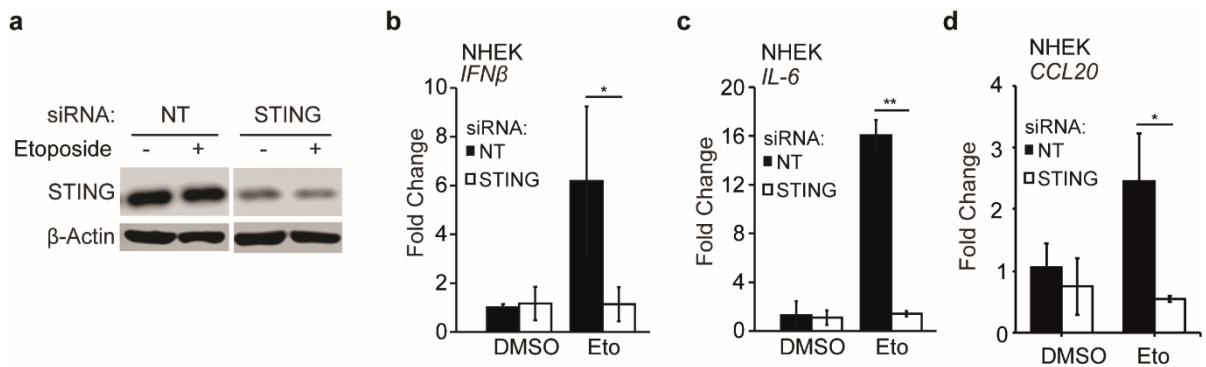 a
siRNA: NT STING
Etoposide - + - +
STING
β-Actin
b
NHEK
IFNβ
10
8
6
4
2
0
Fold Change
siRNA:
NT
STING
*
DMSO Eto
c
NHEK
IL-6
20
16
12
8
4
0
Fold Change
siRNA:
NT
STING
**
DMSO Eto
d
NHEK
CCL20
4
3
2
1
0
Fold Change
siRNA:
NT
STING
*
DMSO Eto